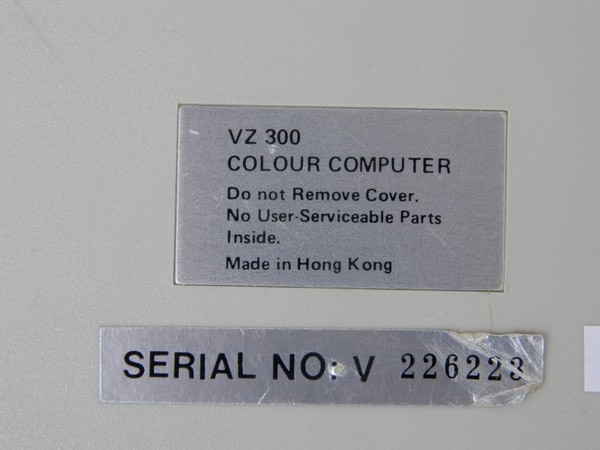 VZ 300
COLOUR COMPUTER
Do not Remove Cover.
No User-Serviceable Parts
Inside.
Made in Hong Kong
SERIAL NO: V 226223